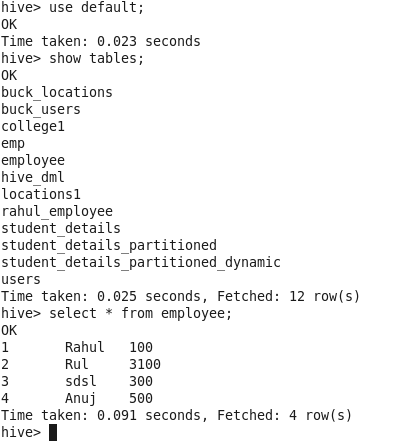 hive> use default;
OK
Time taken: 0.023 seconds
hive> show tables;
OK
buck_locations
buck_users
college1
emp
employee
hive_dml
locations1
rahul_employee
student_details
student_details_partitioned
student_details_partitioned_dynamic
users
Time taken: 0.025 seconds, Fetched: 12 row(s)
hive> select * from employee;
OK
1 Rahul 100
2 Rul 3100
3 sdsl 300
4 Anuj 500
Time taken: 0.091 seconds, Fetched: 4 row(s)
hive>